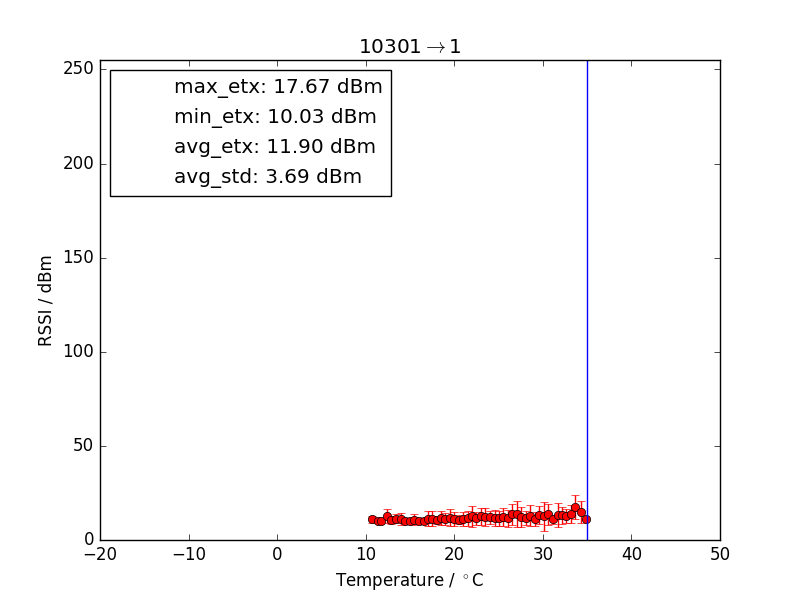 10301→1
max_etx: 17.67 dBm
min_etx: 10.03 dBm
avg_etx: 11.90 dBm
avg_std: 3.69 dBm
RSSI / dBm
250
200
150
100
50
0
−20 −10 0 10 20 30 40 50
Temperature / °C